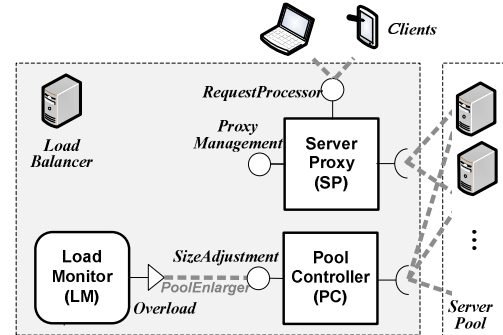 Clients
RequestProcessor
Load
Balancer
Proxy
Management
Server
Proxy
(SP)
Load
Monitor
(LM)
SizeAdjustment
PoolEnlarger
Overload
Pool
Controller
(PC)
Server
Pool